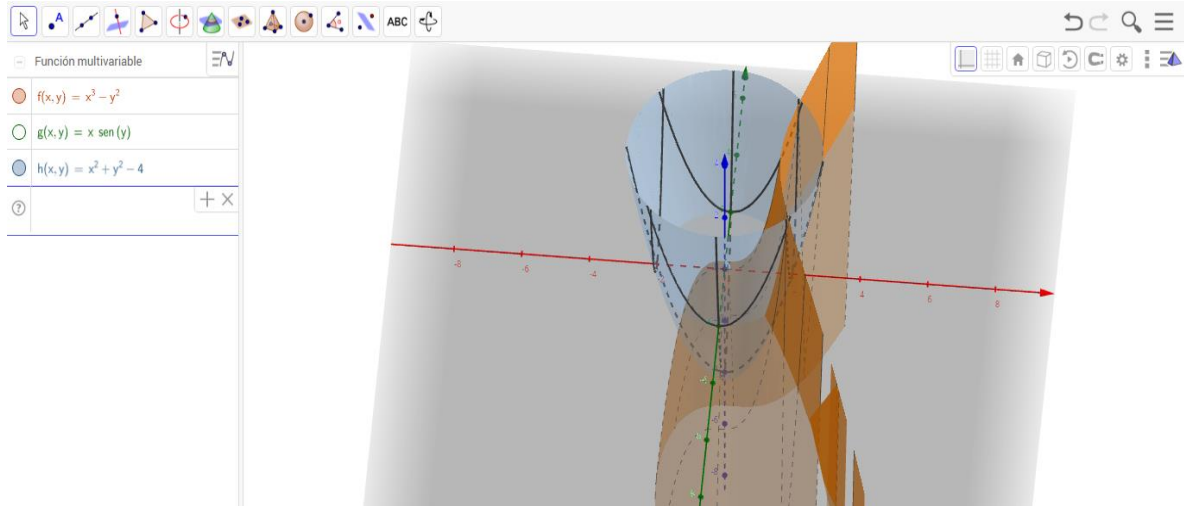 A
ABC
Función multivariable
f(x, y) = x³ − y²
g(x, y) = x sen (y)
h(x, y) = x² + y² − 4
-8
-6
-4
4
6
8